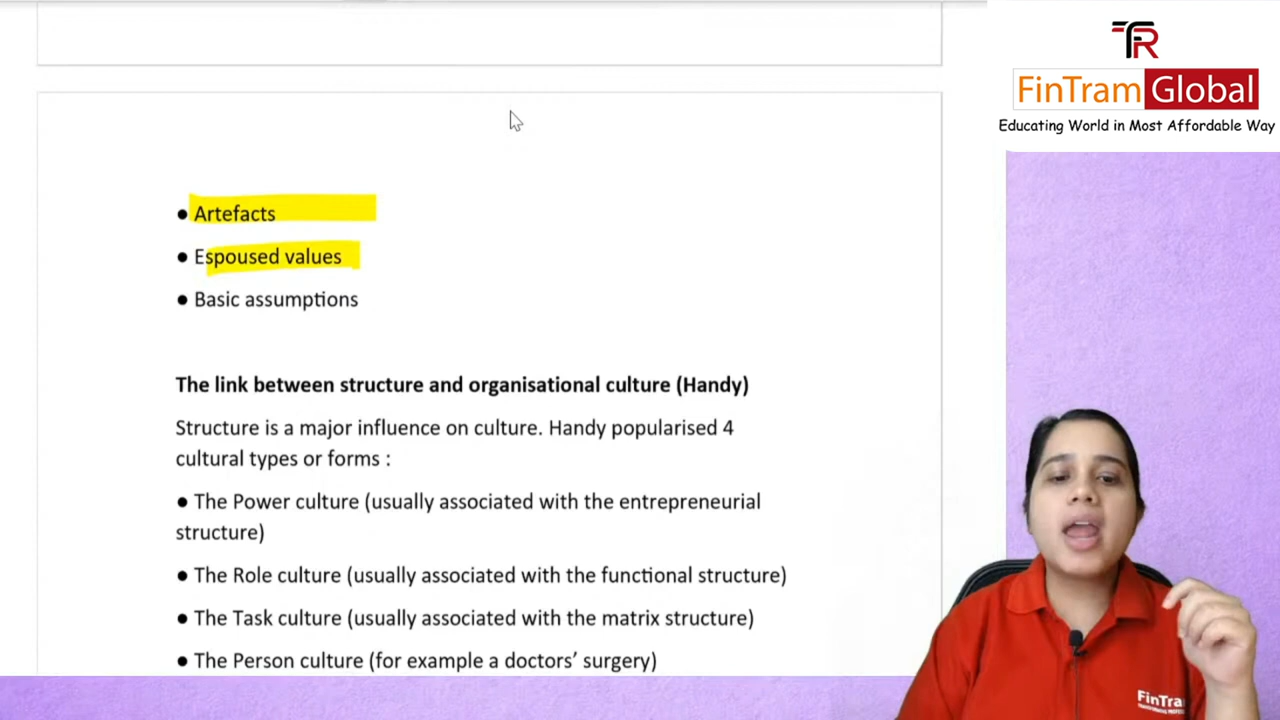 TR
FinTram Global
Educating World in Most Affordable Way
● Artefacts
● Espoused values
● Basic assumptions
The link between structure and organisational culture (Handy)
Structure is a major influence on culture. Handy popularised 4
cultural types or forms :
● The Power culture (usually associated with the entrepreneurial
structure)
● The Role culture (usually associated with the functional structure)
● The Task culture (usually associated with the matrix structure)
● The Person culture (for example a doctors’ surgery)
FinTra